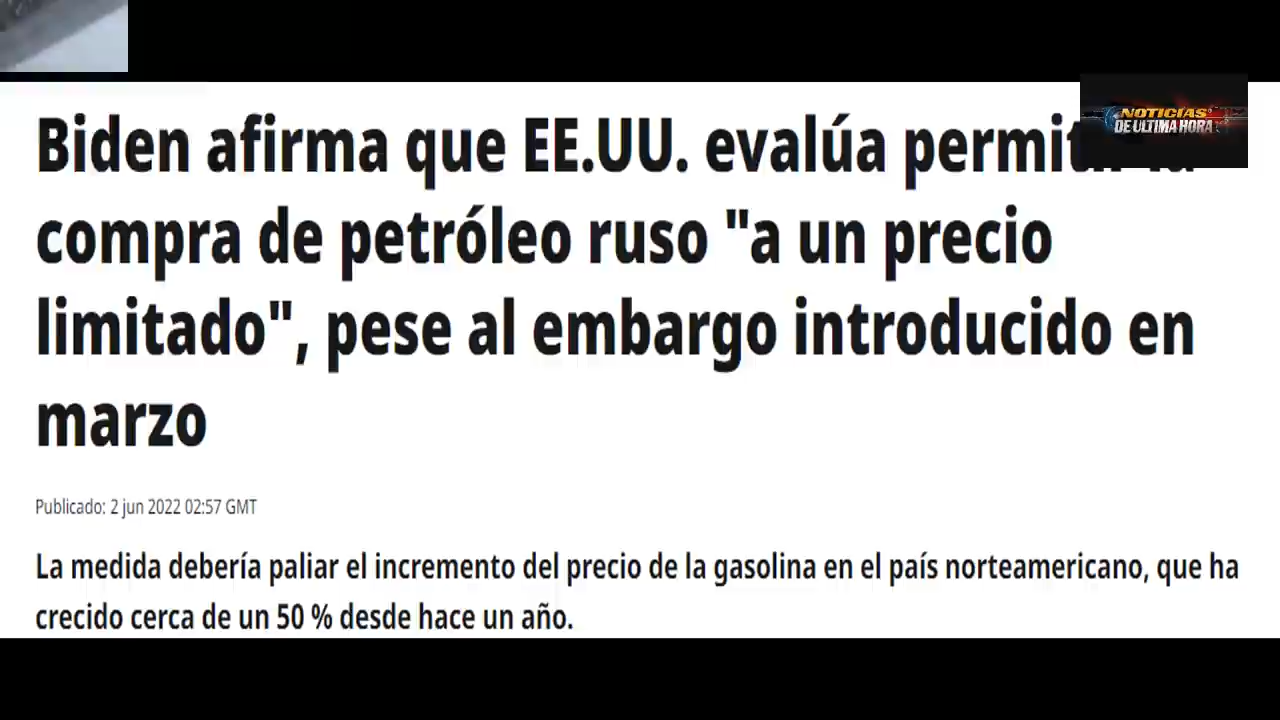 Biden afirma que EE.UU. evalúa permitir la
NOTICIAS
DE ULTIMA HORA
compra de petróleo ruso "a un precio
limitado", pese al embargo introducido en
marzo
Publicado: 2 jun 2022 02:57 GMT
La medida debería paliar el incremento del precio de la gasolina en el país norteamericano, que ha
crecido cerca de un 50 % desde hace un año.